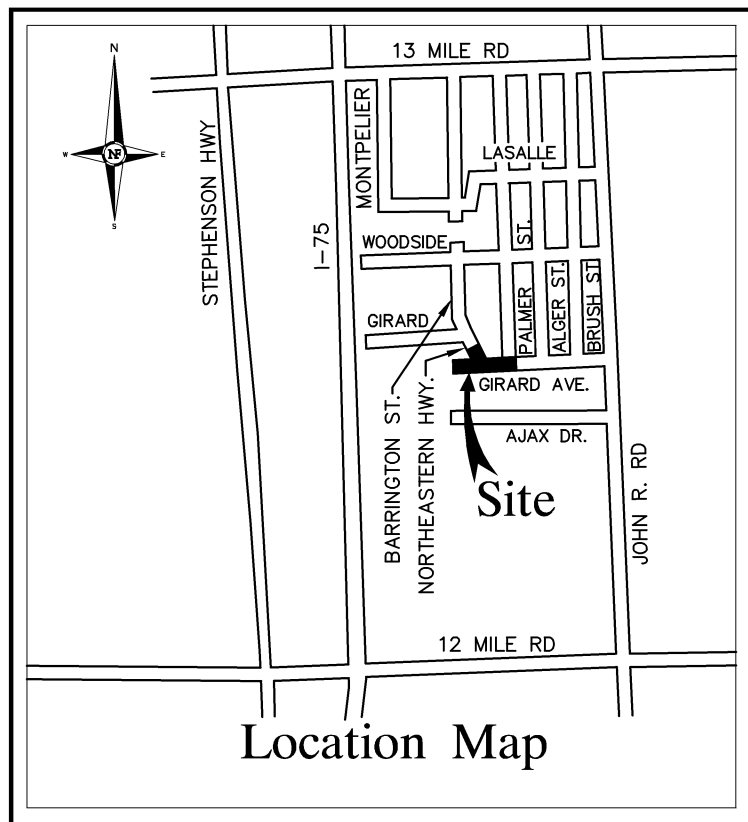 13 MILE RD
N
W
NF
E
S
STEPHENSON HWY
I-75
MONTPELIER
LASALLE
WOODSIDE
ST.
PALMER
ALGER ST.
BRUSH ST
GIRARD
GIRARD AVE.
AJAX DR.
BARRINGTON ST.
NORTHEASTERN HWY.
Site
JOHN R. RD
12 MILE RD
Location Map